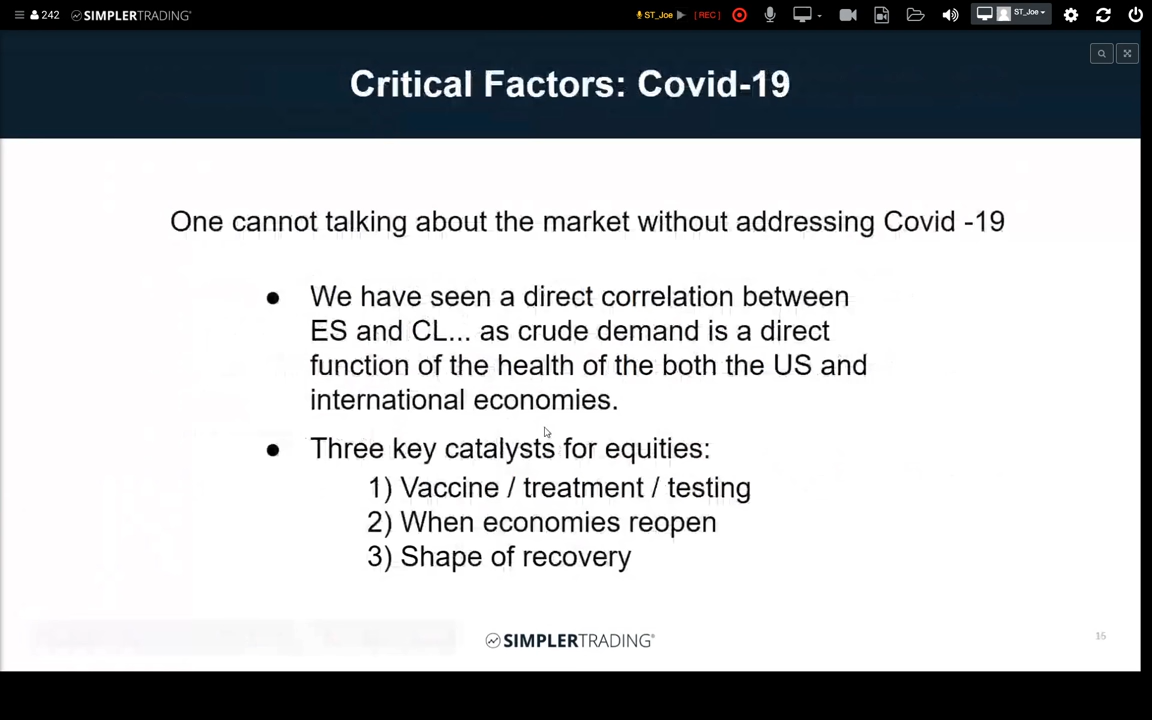 242 SIMPLERTRADING® ST_Joe [ REC ] ST_Joe
Critical Factors: Covid-19
One cannot talking about the market without addressing Covid -19
● We have seen a direct correlation between
ES and CL... as crude demand is a direct
function of the health of the both the US and
international economies.
● Three key catalysts for equities:
1) Vaccine / treatment / testing
2) When economies reopen
3) Shape of recovery
SIMPLERTRADING®
15